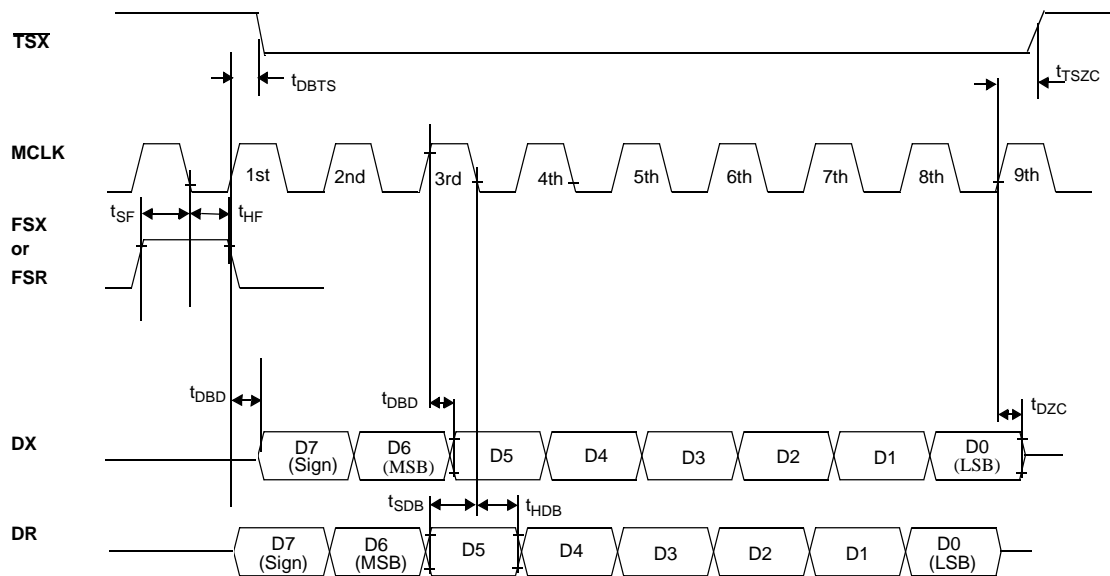 TSX
tDBTS
tTSZC
MCLK
1st 2nd 3rd 4th 5th 6th 7th 8th 9th
tSF tHF
FSX
or
FSR
tDBD tDBD tDZC
DX
D7 (Sign) D6 (MSB) D5 D4 D3 D2 D1 D0 (LSB)
tSDB tHDB
DR
D7 (Sign) D6 (MSB) D5 D4 D3 D2 D1 D0 (LSB)